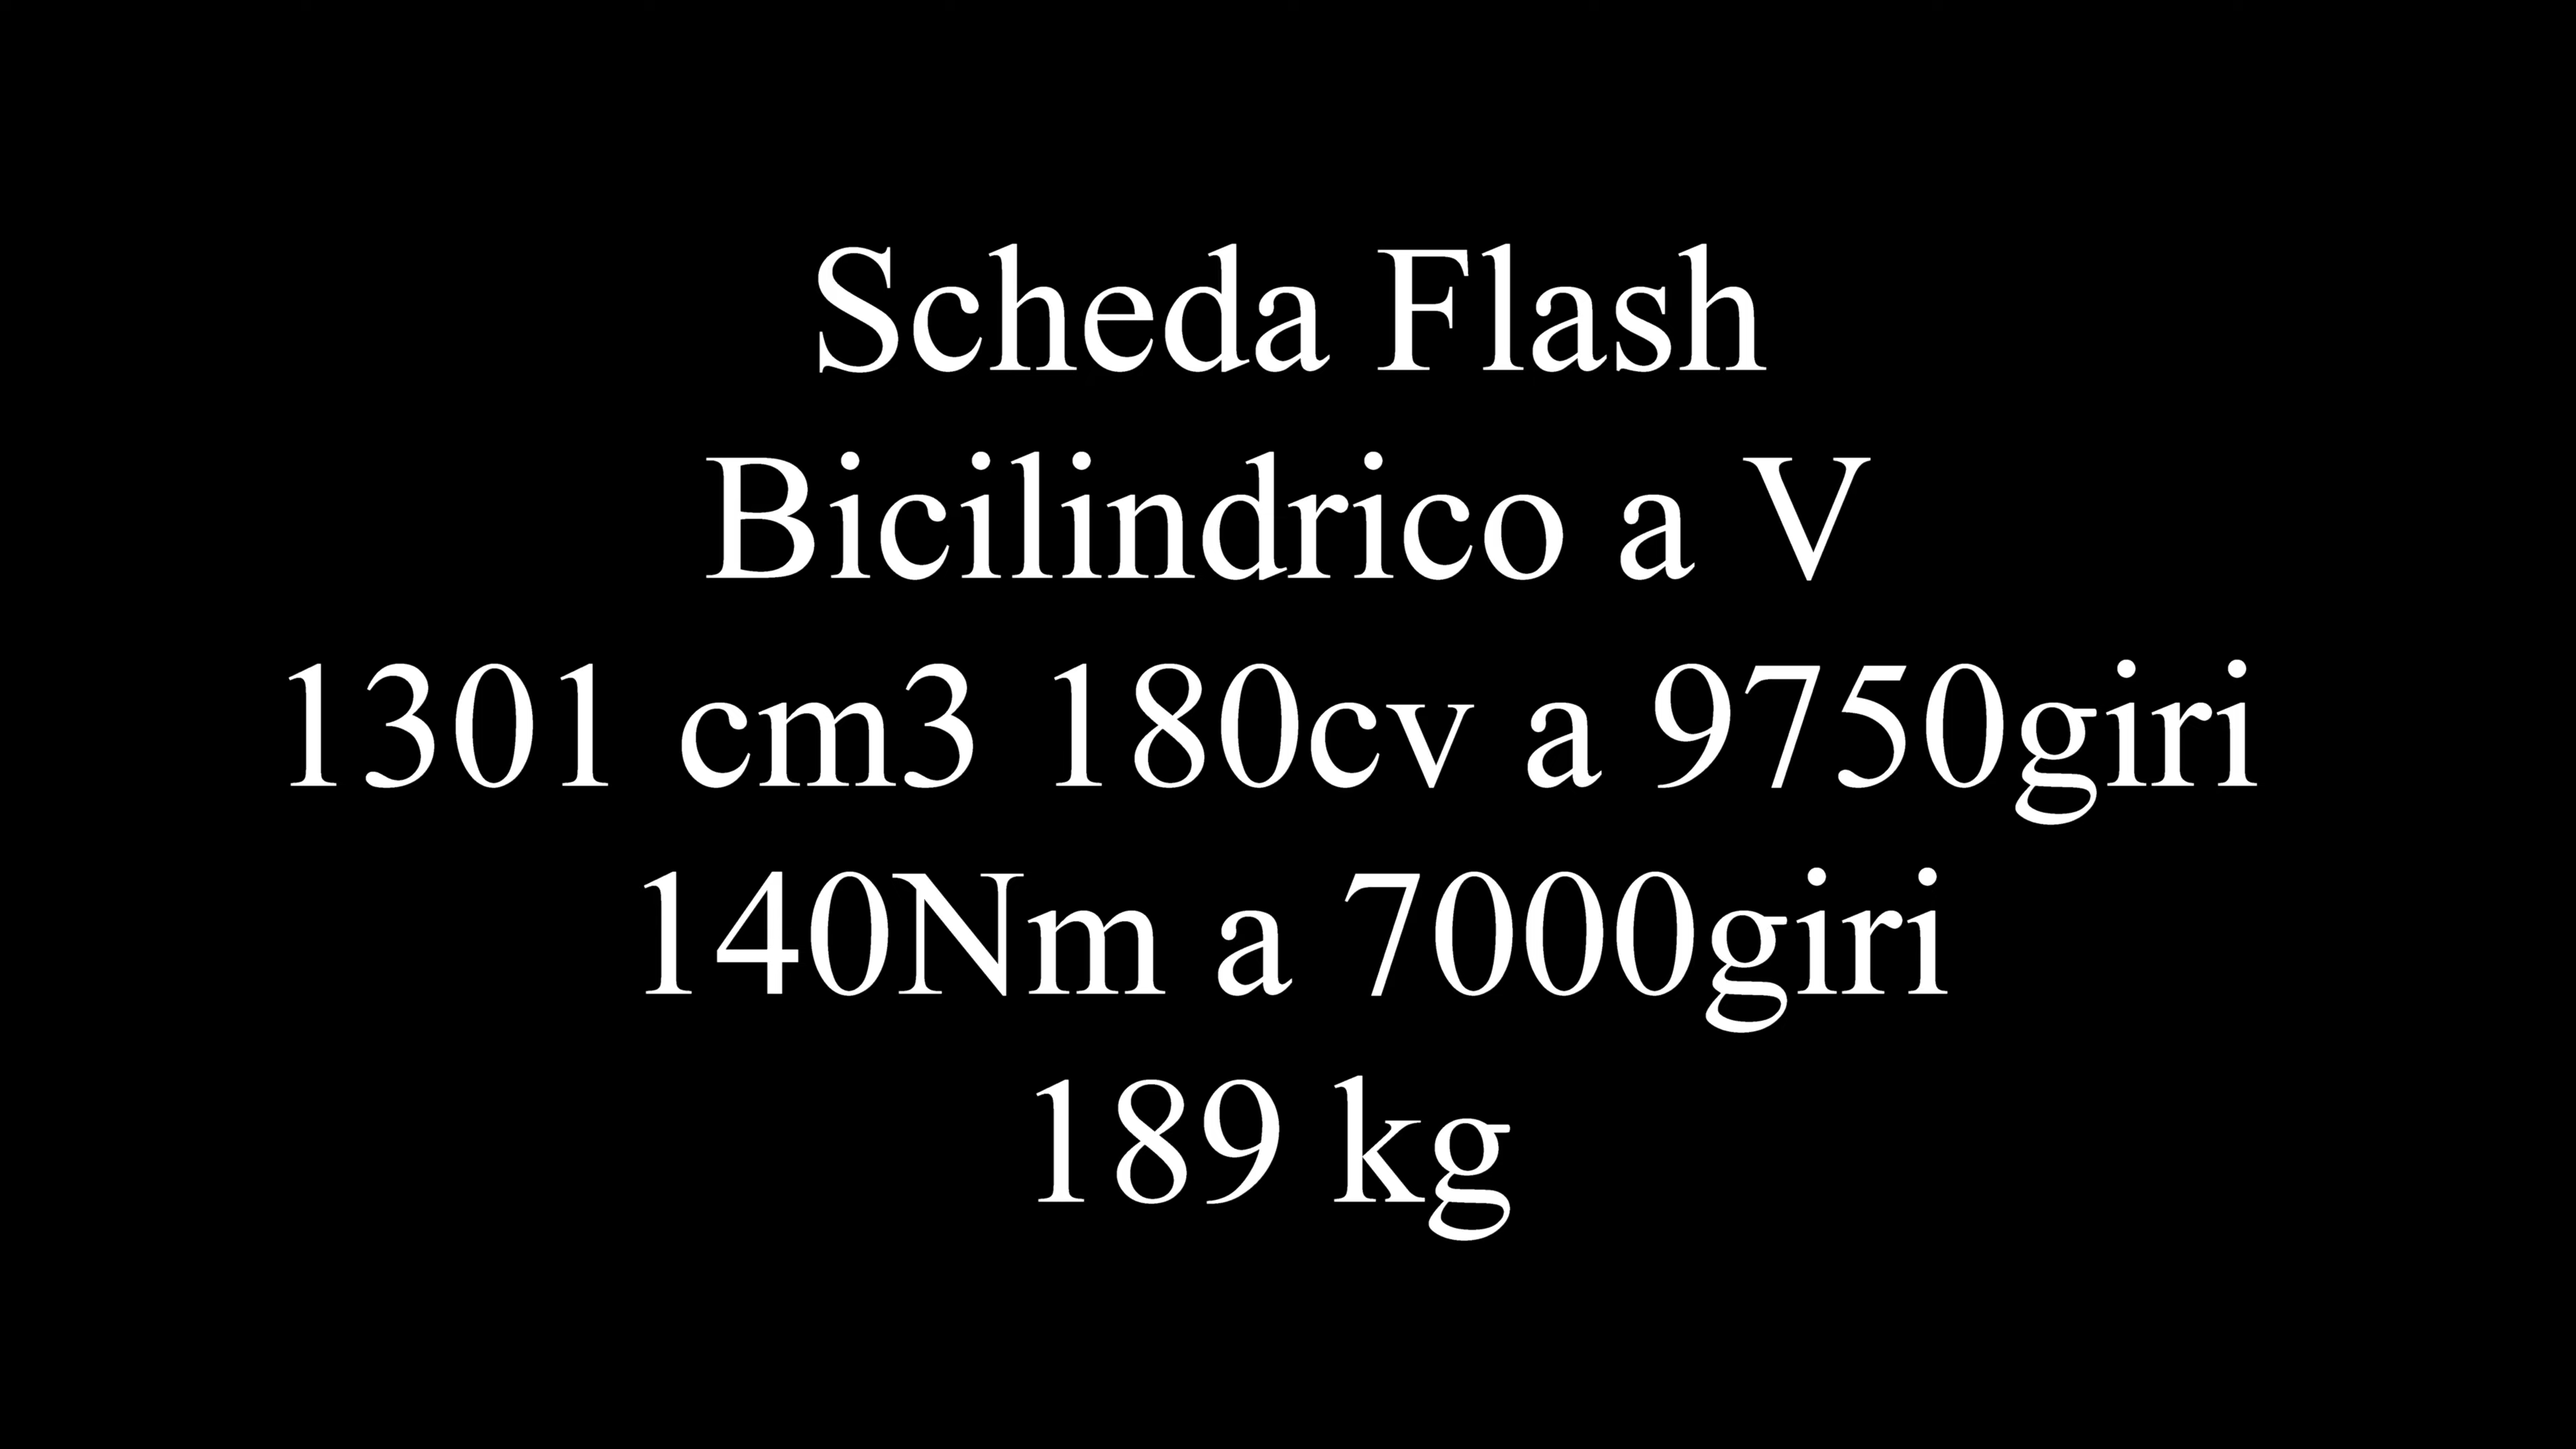 Scheda Flash
Bicilindrico a V
1301 cm3 180cv a 9750giri
140Nm a 7000giri
189 kg